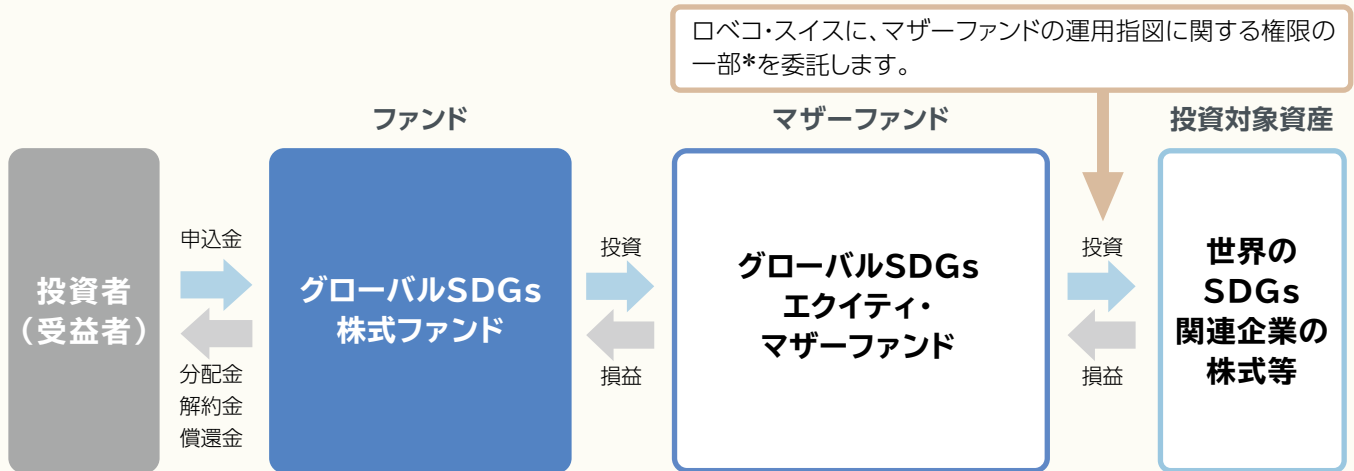 ロベコ・スイスに、マザーファンドの運用指図に関する権限の
一部*を委託します。
ファンド
マザーファンド
投資対象資産
投資者
(受益者)
申込金
分配金
解約金
償還金
グローバルSDGs
株式ファンド
投資
損益
グローバルSDGs
エクイティ・
マザーファンド
投資
損益
世界の
SDGs
関連企業の
株式等